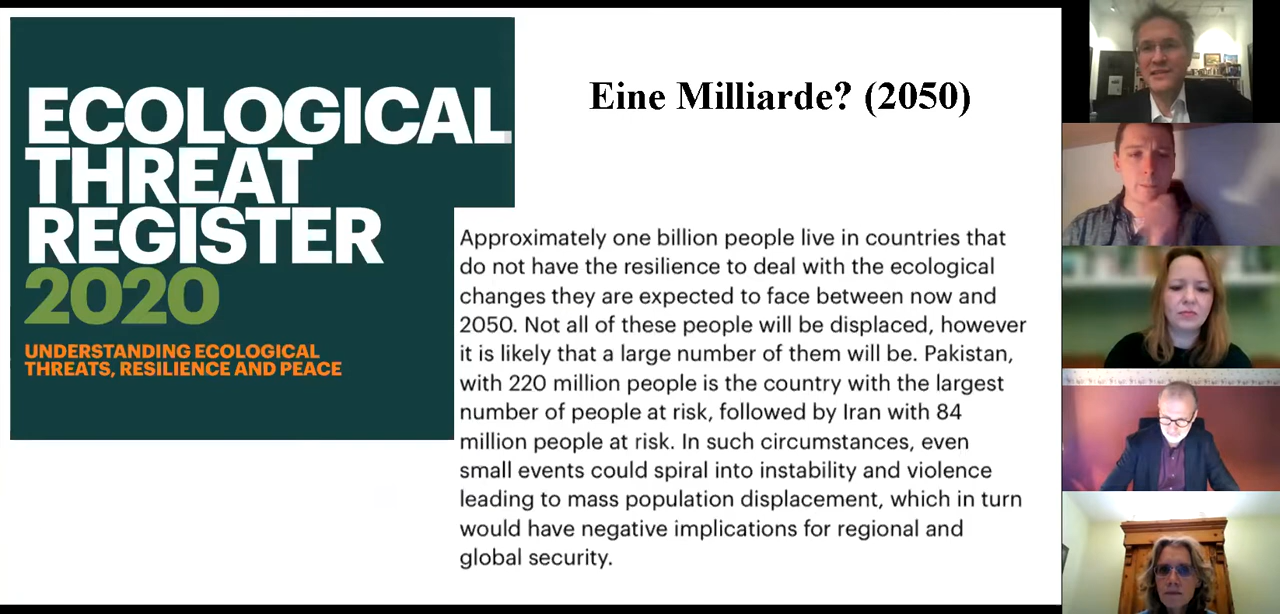 ECOLOGICAL
THREAT
REGISTER
2020
UNDERSTANDING ECOLOGICAL
THREATS, RESILIENCE AND PEACE
Eine Milliarde? (2050)
Approximately one billion people live in countries that
do not have the resilience to deal with the ecological
changes they are expected to face between now and
2050. Not all of these people will be displaced, however
it is likely that a large number of them will be. Pakistan,
with 220 million people is the country with the largest
number of people at risk, followed by Iran with 84
million people at risk. In such circumstances, even
small events could spiral into instability and violence
leading to mass population displacement, which in turn
would have negative implications for regional and
global security.